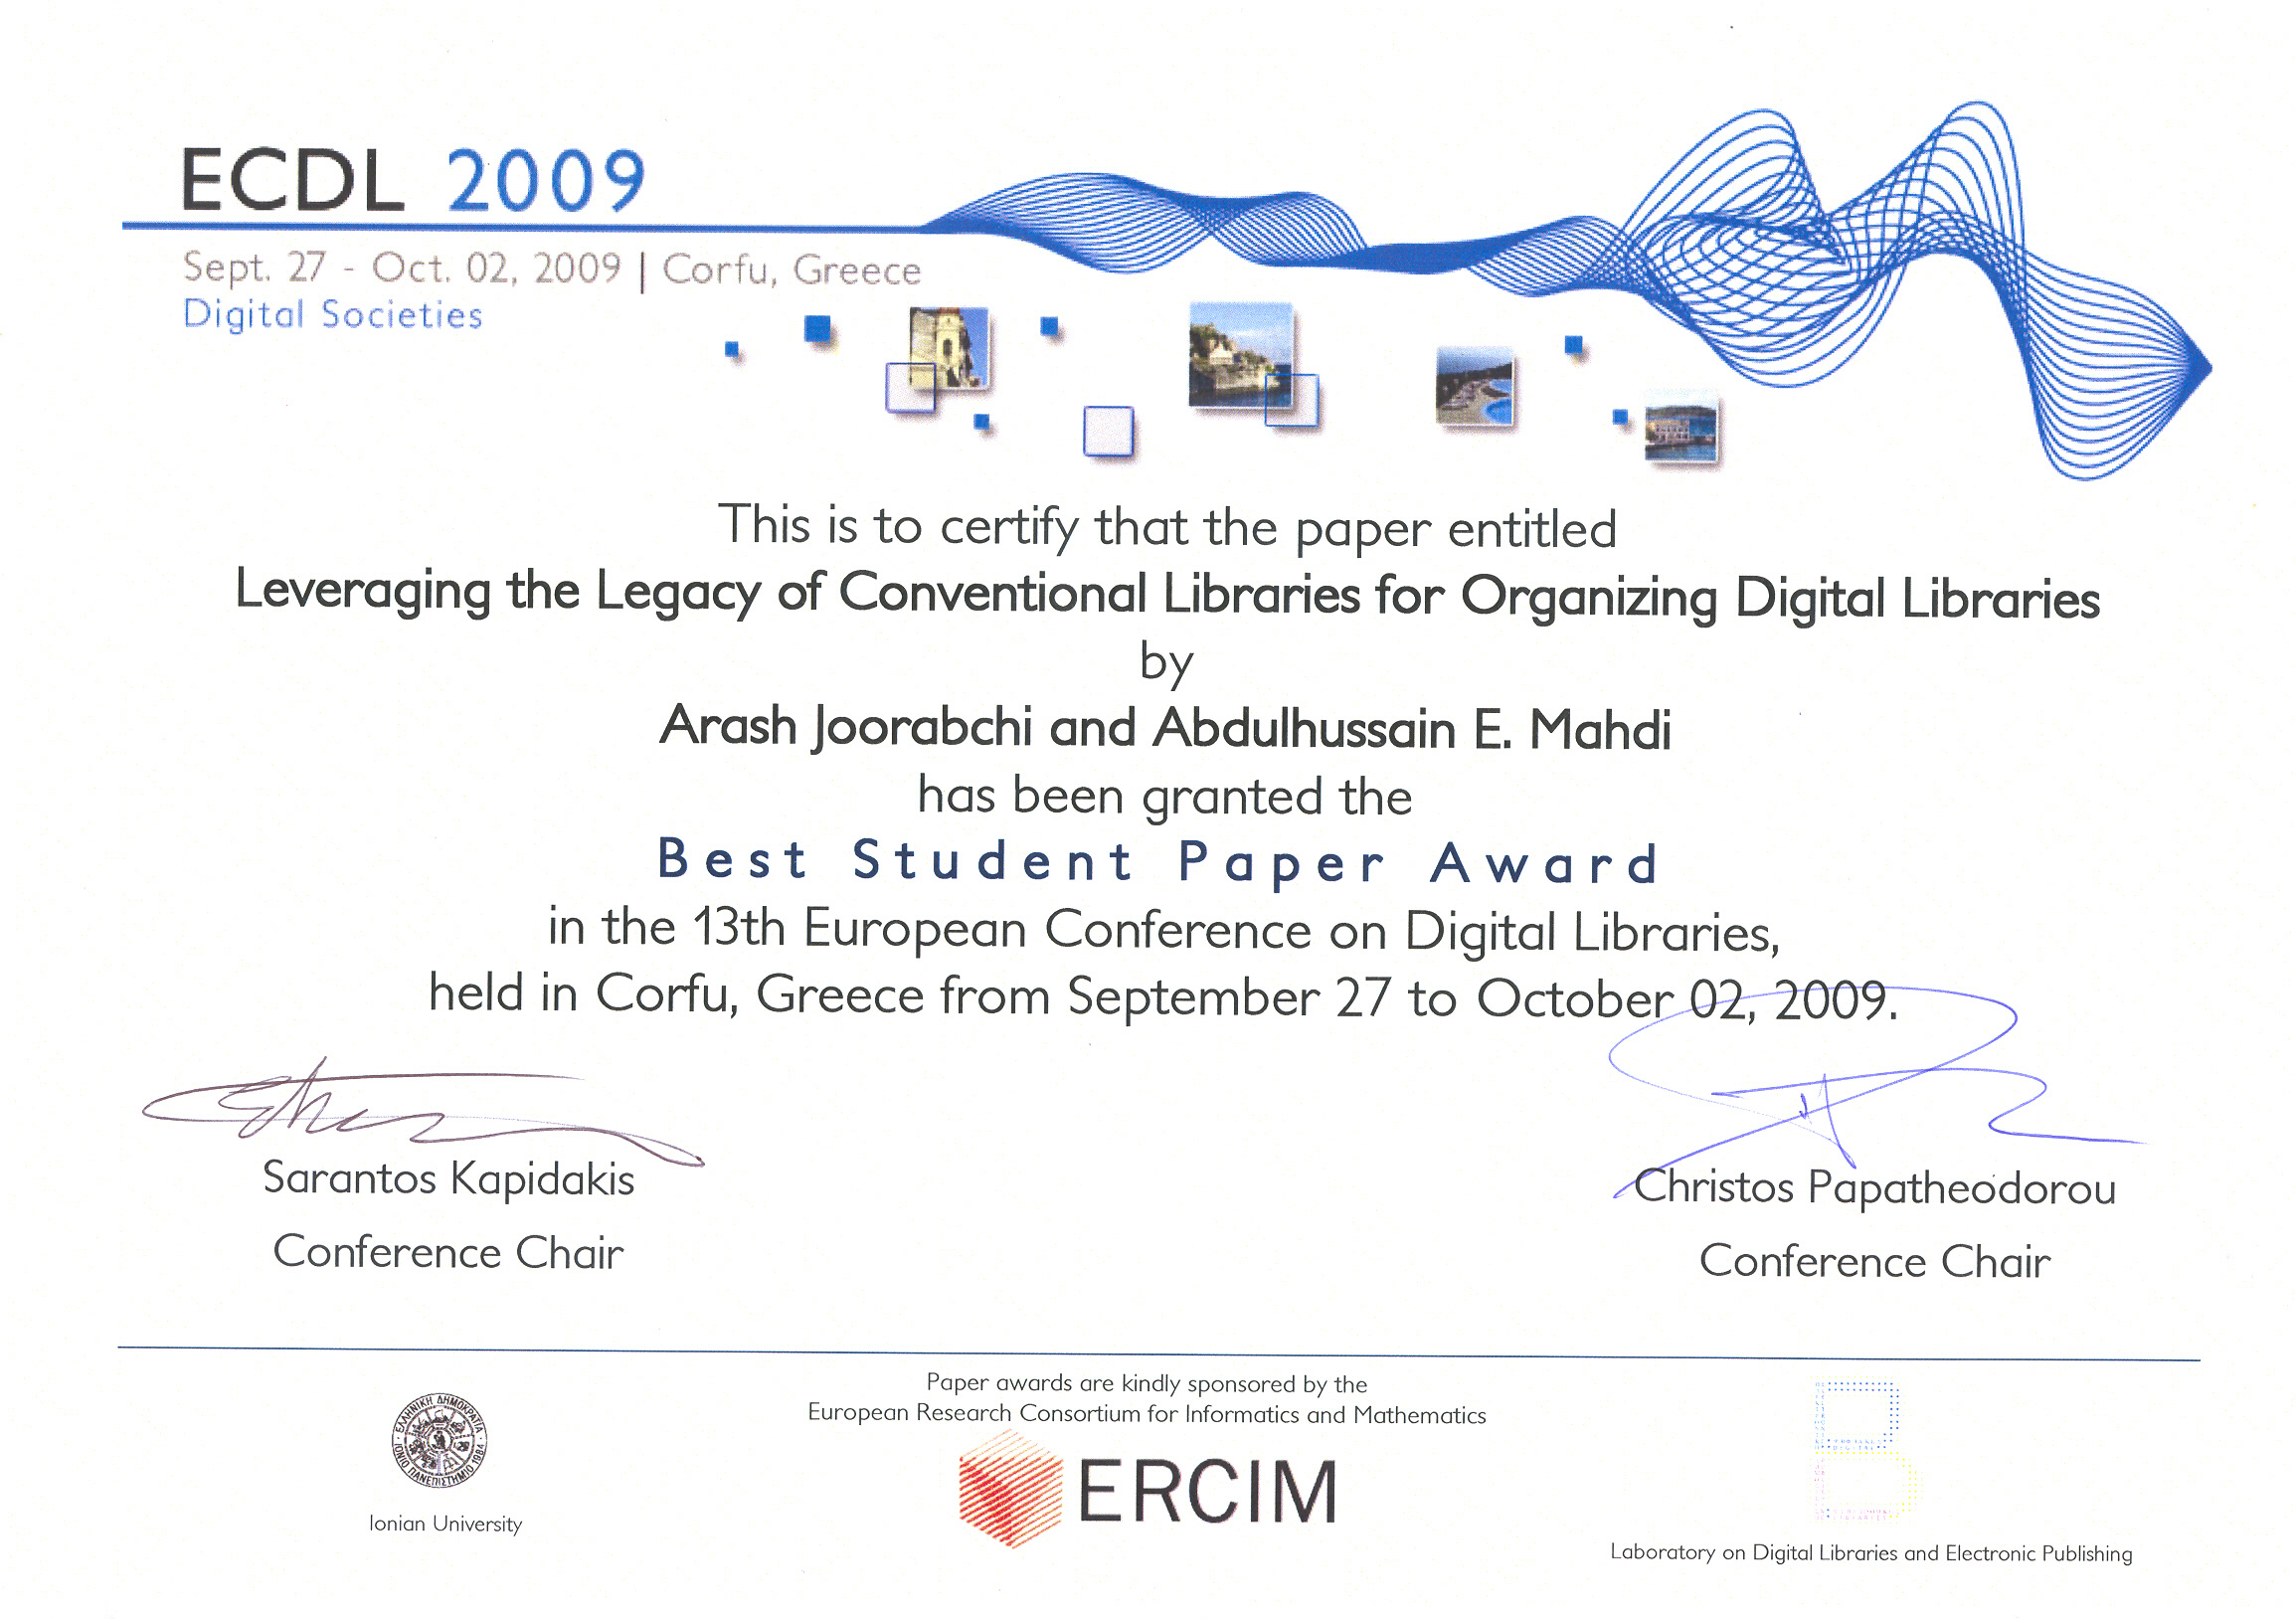 ECDL 2009
Sept. 27 - Oct. 02, 2009 | Corfu, Greece
Digital Societies
This is to certify that the paper entitled
Leveraging the Legacy of Conventional Libraries for Organizing Digital Libraries
by
Arash Joorabchi and Abdulhussain E. Mahdi
has been granted the
Best Student Paper Award
in the 13th European Conference on Digital Libraries,
held in Corfu, Greece from September 27 to October 02, 2009.
Sarantos Kapidakis
Conference Chair
Christos Papatheodorou
Conference Chair
Paper awards are kindly sponsored by the
European Research Consortium for Informatics and Mathematics
ERCIM
ΕΛΛΗΝΙΚΗ ΔΗΜΟΚΡΑΤΙΑ
ΙΟΝΙΟ ΠΑΝΕΠΙΣΤΗΜΙΟ 1984
Ionian University
Laboratory on Digital Libraries and Electronic Publishing